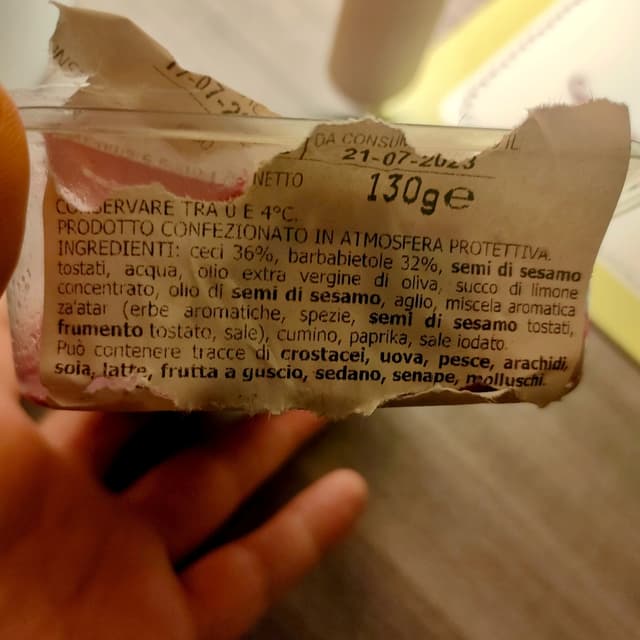 17-07-2
DA CONSUM IL
21-07-2023
NETTO 130g e
CONSERVARE TRA 0 E 4°C.
PRODOTTO CONFEZIONATO IN ATMOSFERA PROTETTIVA.
INGREDIENTI: ceci 36%, barbabietole 32%, semi di sesamo
tostati, acqua, olio extra vergine di oliva, succo di limone
concentrato, olio di semi di sesamo, aglio, miscela aromatica
za'atar (erbe aromatiche, spezie, semi di sesamo tostati,
frumento tostato, sale), cumino, paprika, sale iodato.
Può contenere tracce di crostacei, uova, pesce, arachidi,
soia, latte, frutta a guscio, sedano, senape, molluschi.